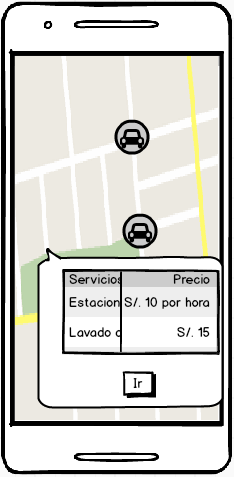 Servicios Precio
Estacion S/. 10 por hora
Lavado c S/. 15
Ir